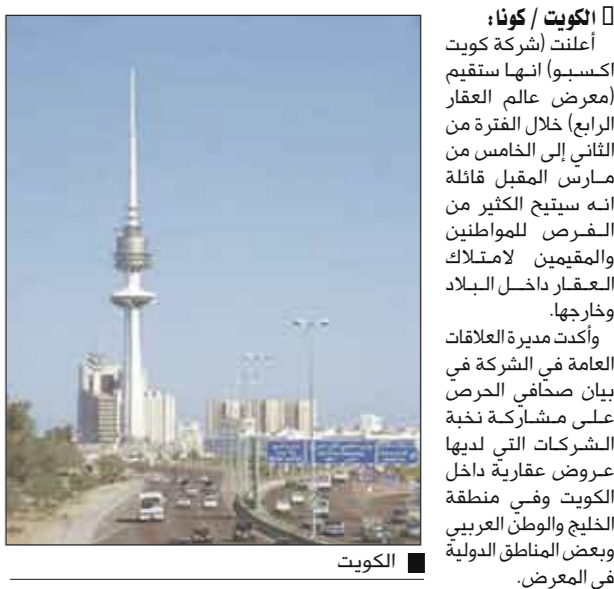 الكويت / كونا:
أعلنت (شركة كويت
اكسبو) انها ستقيم
(معرض عالم العقار
الرابع) خلال الفترة من
الثاني إلى الخامس من
مارس المقبل قائلة
انه سيتيح الكثير من
الفرص للمواطنين
والمقيمين لامتلاك
العقار داخل البلاد
وخارجها.
وأكدت مديرة العلاقات
العامة في الشركة في
بيان صحافي الحرص
على مشاركة نخبة
الشركات التي لديها
عروض عقارية داخل
الكويت وفي منطقة
الخليج والوطن العربي
وبعض المناطق الدولية
في المعرض.
الكويت